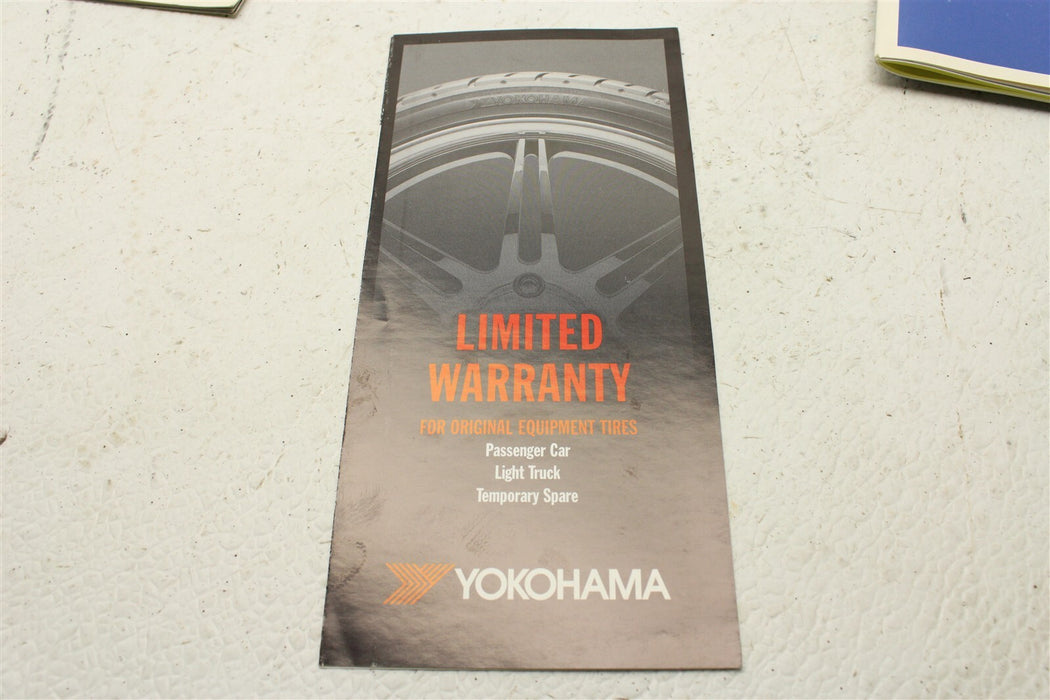 YOKOHAMA
LIMITED
WARRANTY
FOR ORIGINAL EQUIPMENT TIRES
Passenger Car
Light Truck
Temporary Spare
YOKOHAMA